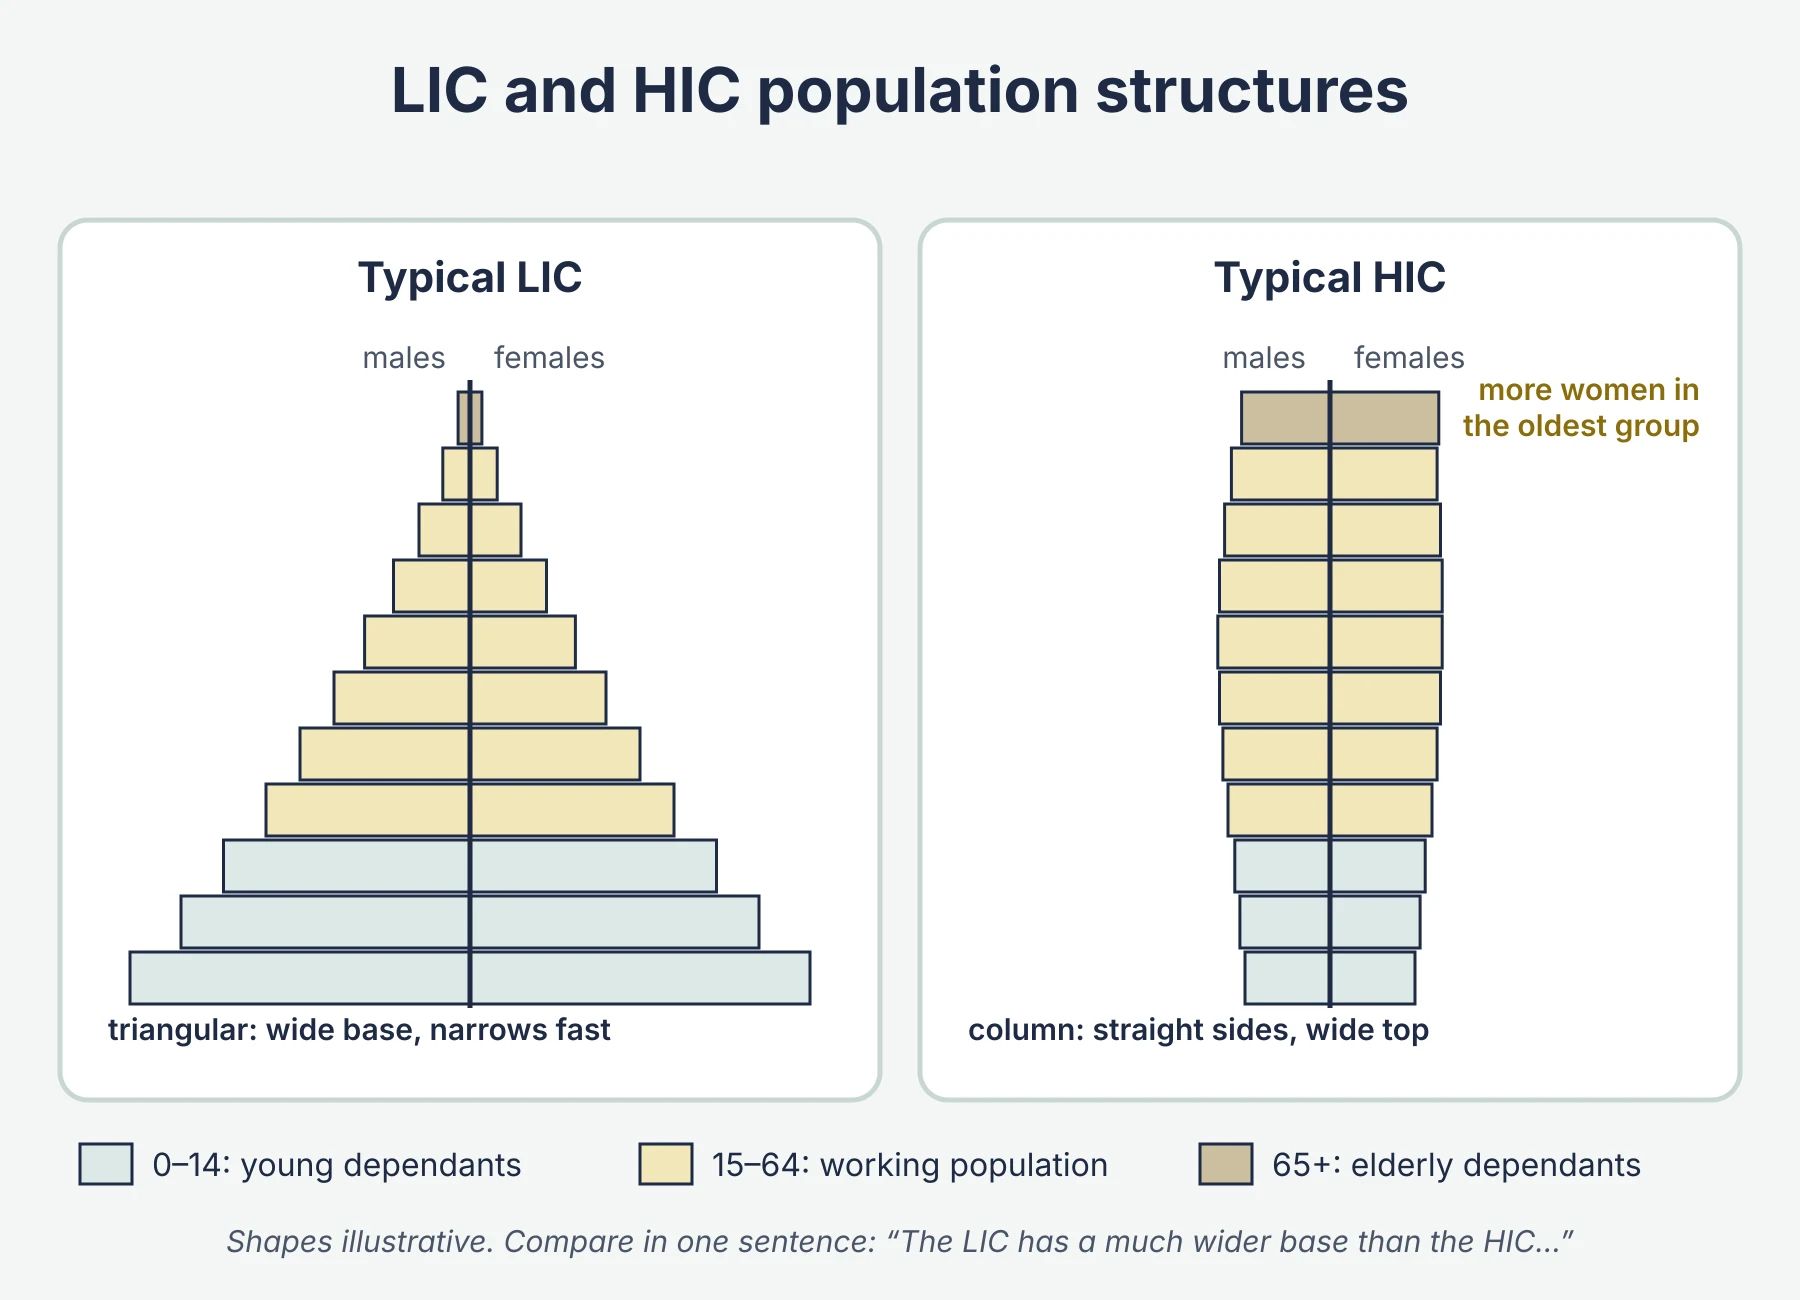 LIC and HIC population structures
Typical LIC
males females
triangular: wide base, narrows fast
Typical HIC
males females
more women in
the oldest group
column: straight sides, wide top
0–14: young dependants
15–64: working population
65+: elderly dependants
Shapes illustrative. Compare in one sentence: “The LIC has a much wider base than the HIC…”